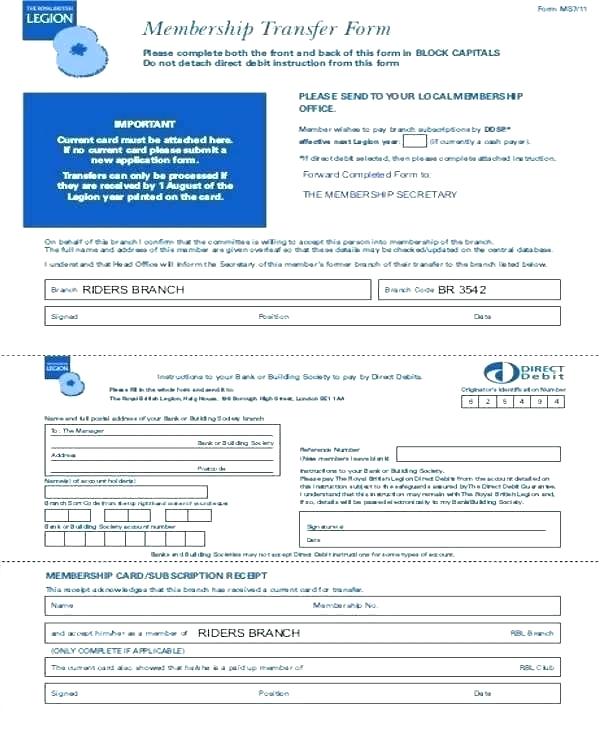 Form MS7/11
THE ROYAL BRITISH
LEGION
Membership Transfer Form
Please complete both the front and back of this form in BLOCK CAPITALS
Do not detach direct debit instruction from this form
IMPORTANT
Current card must be attached here.
If no current card please submit a
new application form.
Transfers can only be processed if
they are received by 1 August of the
Legion year printed on the card.
PLEASE SEND TO YOUR LOCAL MEMBERSHIP
OFFICE.
Member wishes to pay branch subscriptions by DDSP.*
effective next Legion year. (if currently a cash payer).
*If direct debit selected, then please complete attached instruction.
Forward Completed Form to:
THE MEMBERSHIP SECRETARY
On behalf of this branch I confirm that the committee is willing to accept this person into membership of the branch.
The full name and address of this member are given overleaf so that these details may be checked/updated on the central database.
I understand that Head Office will inform the Secretary of this member's former branch of their transfer to the branch listed below.
Branch RIDERS BRANCH Branch Code BR 3542
Signed Position Date
THE ROYAL BRITISH
LEGION
Instructions to your Bank or Building Society to pay by Direct Debits.
Please fill in the whole form and send it to:
The Royal British Legion, Haig House, 199 Borough High Street, London SE1 1AA
DIRECT
Debit
Originator's Identification Number
6 2 5 4 9 4
Name and full postal address of your Bank or Building Society branch
To: The Manager
Bank or Building Society
Address
Postcode
Name(s) of account holder(s)
Branch Sort Code (from the top right hand corner of your cheque)
Bank or Building Society account number
Reference Number
(New members leave blank)
Instructions to your Bank or Building Society.
Please pay The Royal British Legion Direct Debits from the account detailed on
this instruction subject to the safeguards assured by The Direct Debit Guarantee.
I understand that this instruction may remain with The Royal British Legion and,
if so, details will be passed electronically to my Bank/Building Society.
Signature(s)
Date
Banks and Building Societies may not accept Direct Debit instructions for some types of account.
MEMBERSHIP CARD/SUBSCRIPTION RECEIPT
This receipt acknowledges that this branch has received a current card for transfer.
Name Membership No.
and accept him/her as a member of RIDERS BRANCH RBL Branch
(ONLY COMPLETE IF APPLICABLE)
The current card also showed that he/she is a paid up member of RBL Club
Signed Position Date